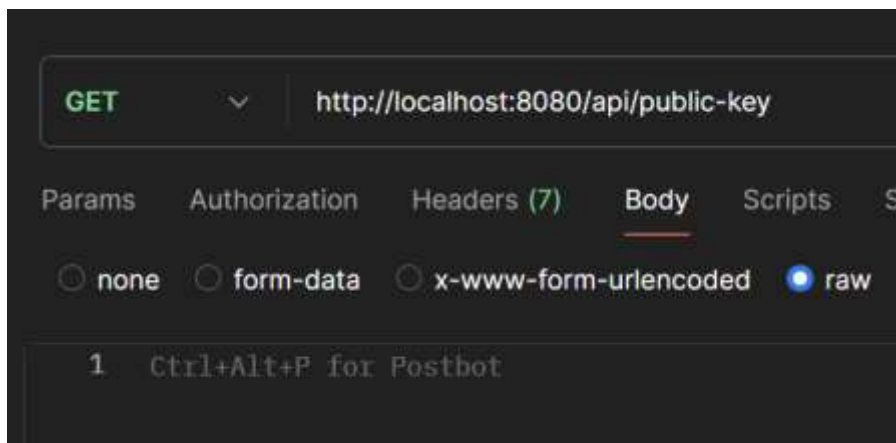 GET http://localhost:8080/api/public-key
Params Authorization Headers (7) Body Scripts S
none form-data x-www-form-urlencoded raw
1 Ctrl+Alt+P for Postbot